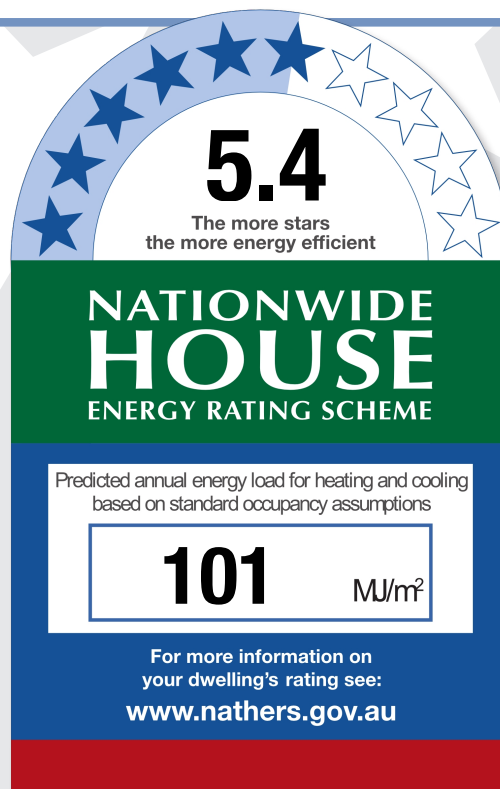 5.4
The more stars
the more energy efficient
NATIONWIDE
HOUSE
ENERGY RATING SCHEME
Predicted annual energy load for heating and cooling
based on standard occupancy assumptions
101 MJ/m²
For more information on
your dwelling's rating see:
www.nathers.gov.au